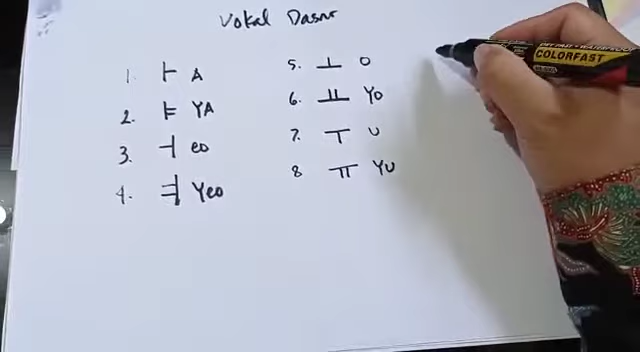 Vokal Dasar
1. ㅏ A
2. ㅑ YA
3. ㅓ eo
4. ㅕ Yeo
5. ㅗ O
6. ㅛ YO
7. ㅜ U
8 ㅠ YU
COLORFAST